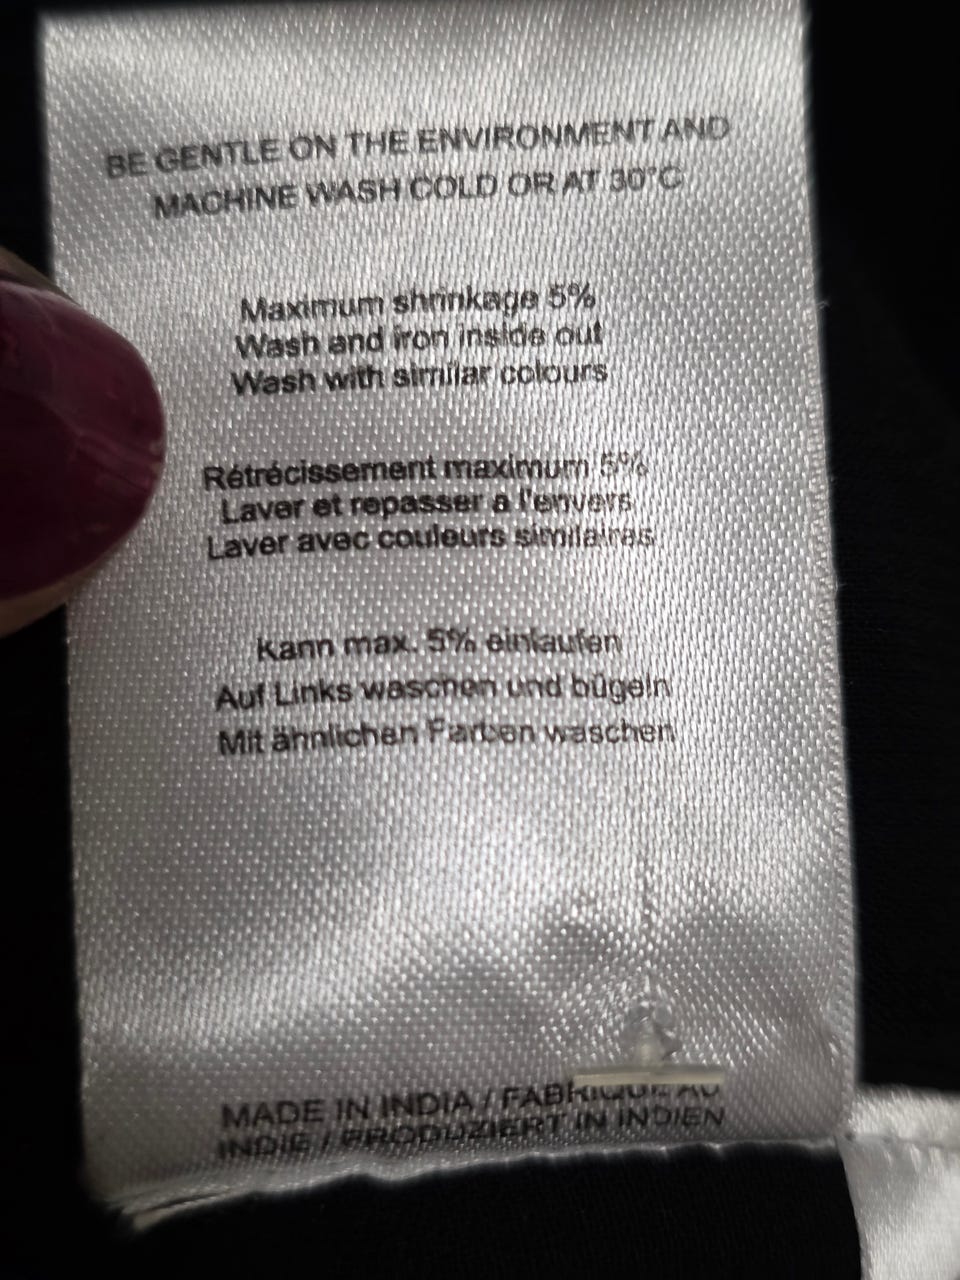 BE GENTLE ON THE ENVIRONMENT AND
MACHINE WASH COLD OR AT 30°C
Maximum shrinkage 5%
Wash and iron inside out
Wash with similar colours
Rétrécissement maximum 5%
Laver et repasser à l'envers
Laver avec couleurs similaires
Kann max. 5% einlaufen
Auf Links waschen und bügeln
Mit ähnlichen Farben waschen
MADE IN INDIA / FABRIQUE AU
INDIE / PRODUZIERT IN INDIEN